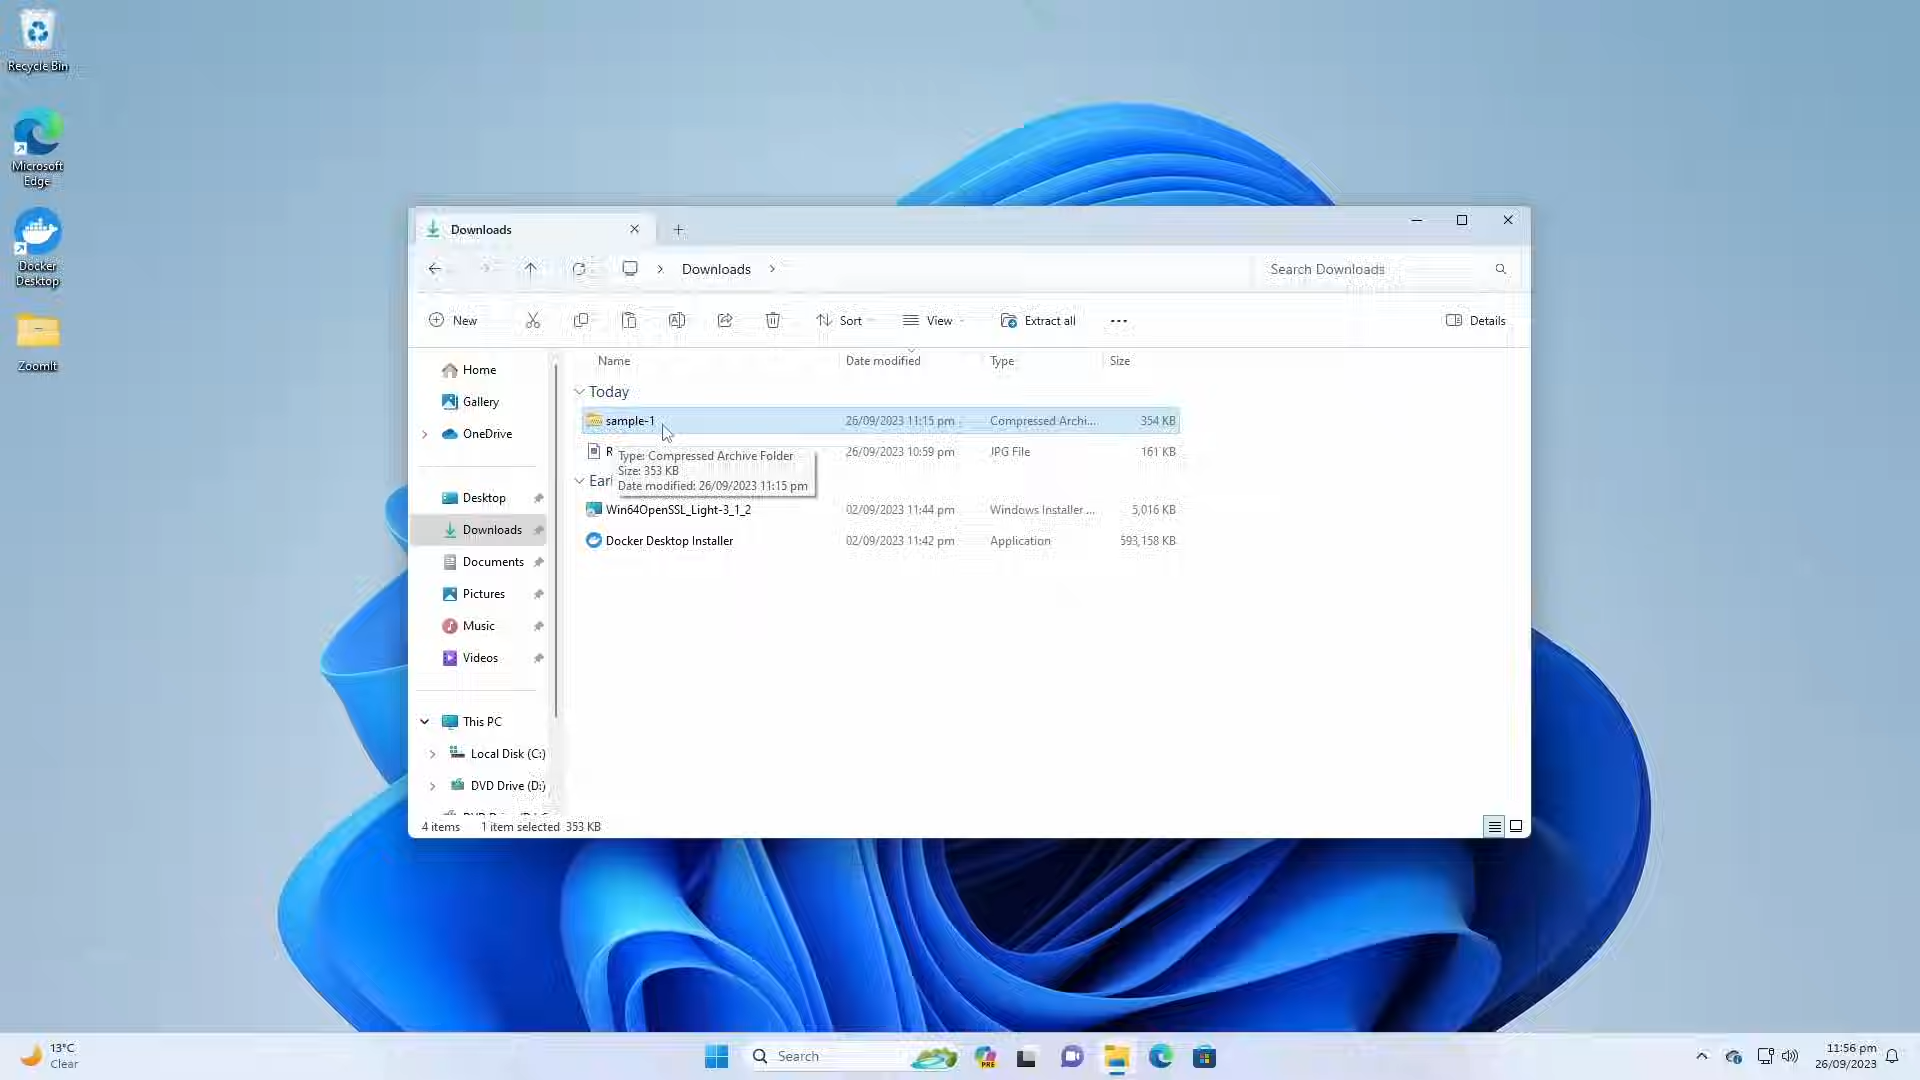 Recycle Bin
Microsoft
Edge
Docker
Desktop
ZoomIt
Downloads
Downloads
Search Downloads
New
Sort
View
Extract all
Details
Name
Date modified
Type
Size
Home
Gallery
OneDrive
Desktop
Downloads
Documents
Pictures
Music
Videos
This PC
Local Disk (C:)
DVD Drive (D:)
Today
sample-1 26/09/2023 11:15 pm Compressed Archi... 354 KB
R 26/09/2023 10:59 pm JPG File 161 KB
Type: Compressed Archive Folder
Size: 353 KB
Date modified: 26/09/2023 11:15 pm
Win64OpenSSL_Light-3_1_2 02/09/2023 11:44 pm Windows Installer ... 5,016 KB
Docker Desktop Installer 02/09/2023 11:42 pm Application 593,158 KB
4 items 1 item selected 353 KB
13°C
Clear
Search
PRE
11:56 pm
26/09/2023